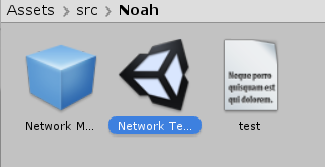 Assets > src > Noah
Neque porro
quisquam est
qui dolorem.
Network M...
Network Te...
test